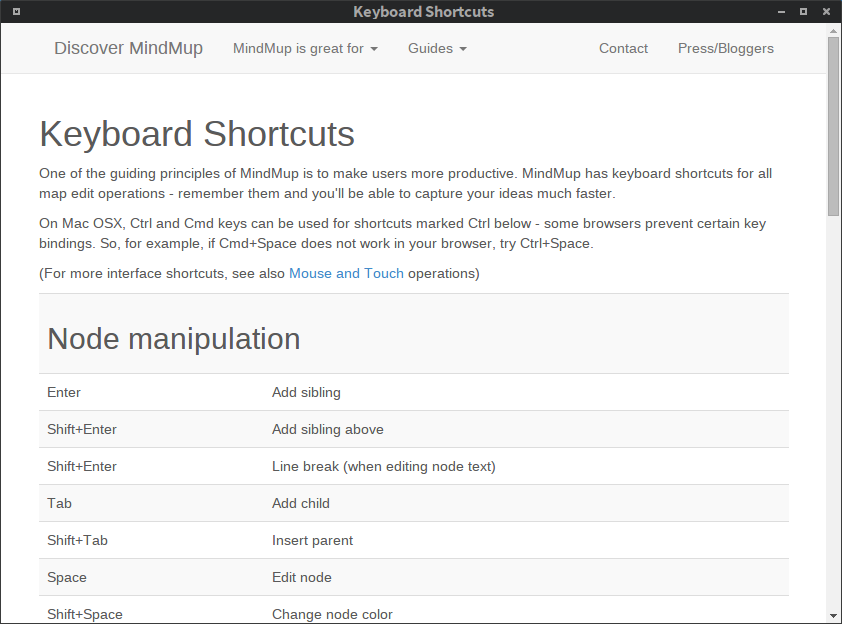 Keyboard Shortcuts
Discover MindMup MindMup is great for Guides Contact Press/Bloggers
Keyboard Shortcuts
One of the guiding principles of MindMup is to make users more productive. MindMup has keyboard shortcuts for all
map edit operations - remember them and you'll be able to capture your ideas much faster.
On Mac OSX, Ctrl and Cmd keys can be used for shortcuts marked Ctrl below - some browsers prevent certain key
bindings. So, for example, if Cmd+Space does not work in your browser, try Ctrl+Space.
(For more interface shortcuts, see also Mouse and Touch operations)
Node manipulation
Enter Add sibling
Shift+Enter Add sibling above
Shift+Enter Line break (when editing node text)
Tab Add child
Shift+Tab Insert parent
Space Edit node
Shift+Space Change node color